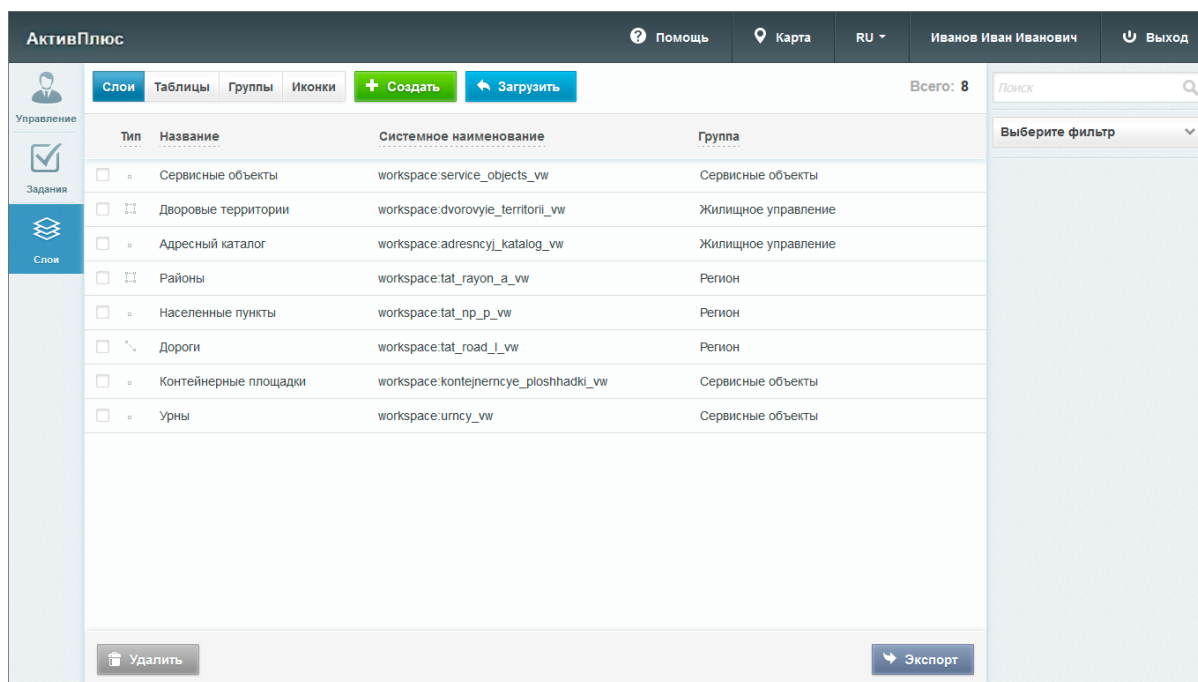 АктивПлюс Помощь Карта RU Иванов Иван Иванович Выход
Управление
Задания
Слои
Слои Таблицы Группы Иконки Создать Загрузить Всего: 8
Поиск
Выберите фильтр
Тип Название Системное наименование Группа
Сервисные объекты workspace:service_objects_vw Сервисные объекты
Дворовые территории workspace:dvorovyie_territorii_vw Жилищное управление
Адресный каталог workspace:adresncyj_katalog_vw Жилищное управление
Районы workspace:tat_rayon_a_vw Регион
Населенные пункты workspace:tat_np_p_vw Регион
Дороги workspace:tat_road_l_vw Регион
Контейнерные площадки workspace:kontejnerncye_ploshhadki_vw Сервисные объекты
Урны workspace:urncy_vw Сервисные объекты
Удалить Экспорт